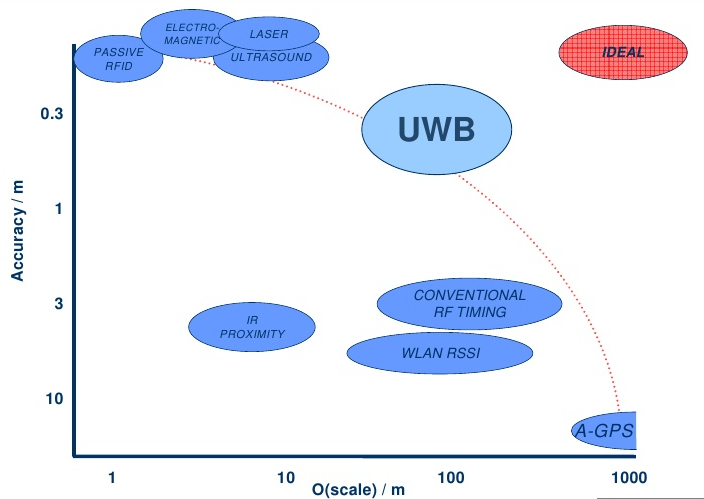 ELECTRO-
MAGNETIC
LASER
PASSIVE
RFID
ULTRASOUND
IDEAL
UWB
0.3
1
3
10
Accuracy / m
CONVENTIONAL
RF TIMING
IR
PROXIMITY
WLAN RSSI
A-GPS
1
10
100
1000
O(scale) / m